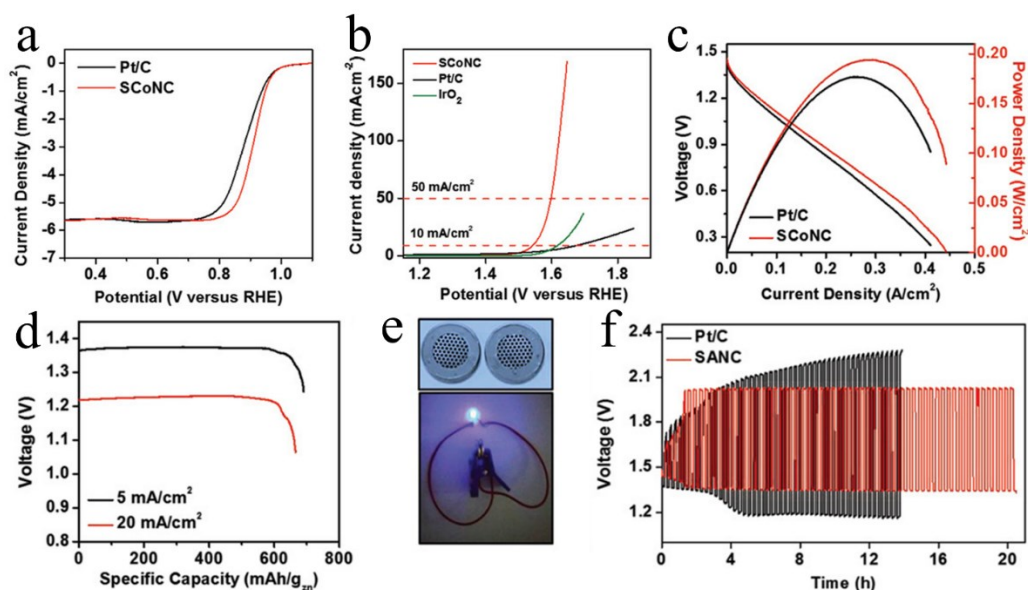 a
Current Density (mA/cm²)
0
-1
-2
-3
-4
-5
-6
-7
Pt/C
SCoNC
0.4
0.6
0.8
1.0
Potential (V versus RHE)
b
Current density (mAcm⁻²)
150
100
50
0
SCoNC
Pt/C
IrO₂
50 mA/cm²
10 mA/cm²
1.2
1.4
1.6
1.8
Potential (V versus RHE)
c
Voltage (V)
1.5
1.2
0.9
0.6
0.3
Pt/C
SCoNC
0.0
0.1
0.2
0.3
0.4
0.5
Current Density (A/cm²)
0.20
0.15
0.10
0.05
0.00
Power Density (W/cm²)
d
Voltage (V)
1.4
1.3
1.2
1.1
1.0
0.9
0.8
5 mA/cm²
20 mA/cm²
0
200
400
600
800
Specific Capacity (mAh/g_zn)
e
f
Voltage (V)
2.4
2.1
1.8
1.5
1.2
Pt/C
SANC
0
4
8
12
16
20
Time (h)